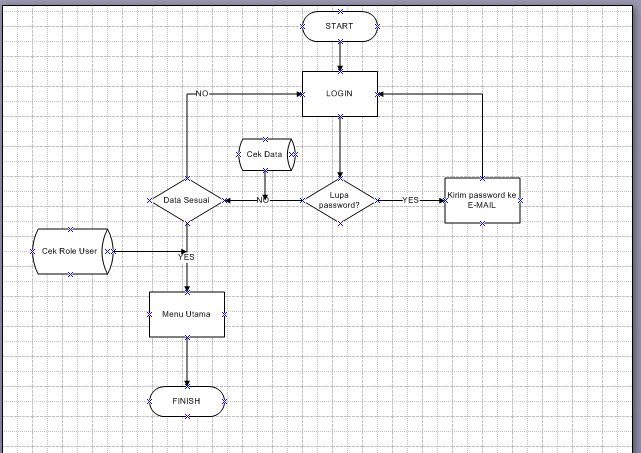 START
NO
LOGIN
Cek Data
Data Sesuai
NO
Lupa
password?
YES
Kirim password ke
E-MAIL
Cek Role User
YES
Menu Utama
FINISH